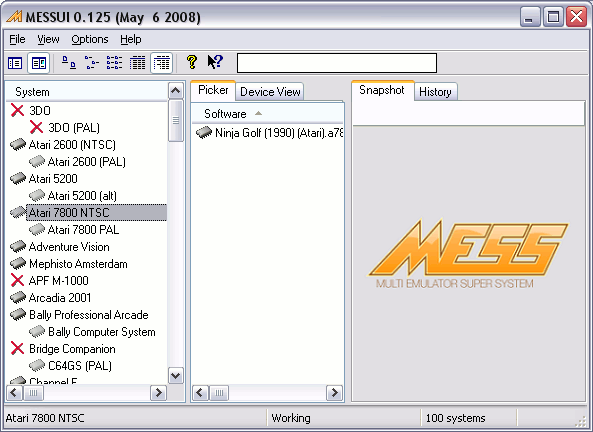 MESSUI 0.125 (May 6 2008)
File View Options Help
System
3DO
3DO (PAL)
Atari 2600 (NTSC)
Atari 2600 (PAL)
Atari 5200
Atari 5200 (alt)
Atari 7800 NTSC
Atari 7800 PAL
Adventure Vision
Mephisto Amsterdam
APF M-1000
Arcadia 2001
Bally Professional Arcade
Bally Computer System
Bridge Companion
C64GS (PAL)
Channel F
Picker Device View
Software
Ninja Golf (1990) (Atari).a78
Snapshot History
MESS
MULTI EMULATOR SUPER SYSTEM
Atari 7800 NTSC
Working
100 systems